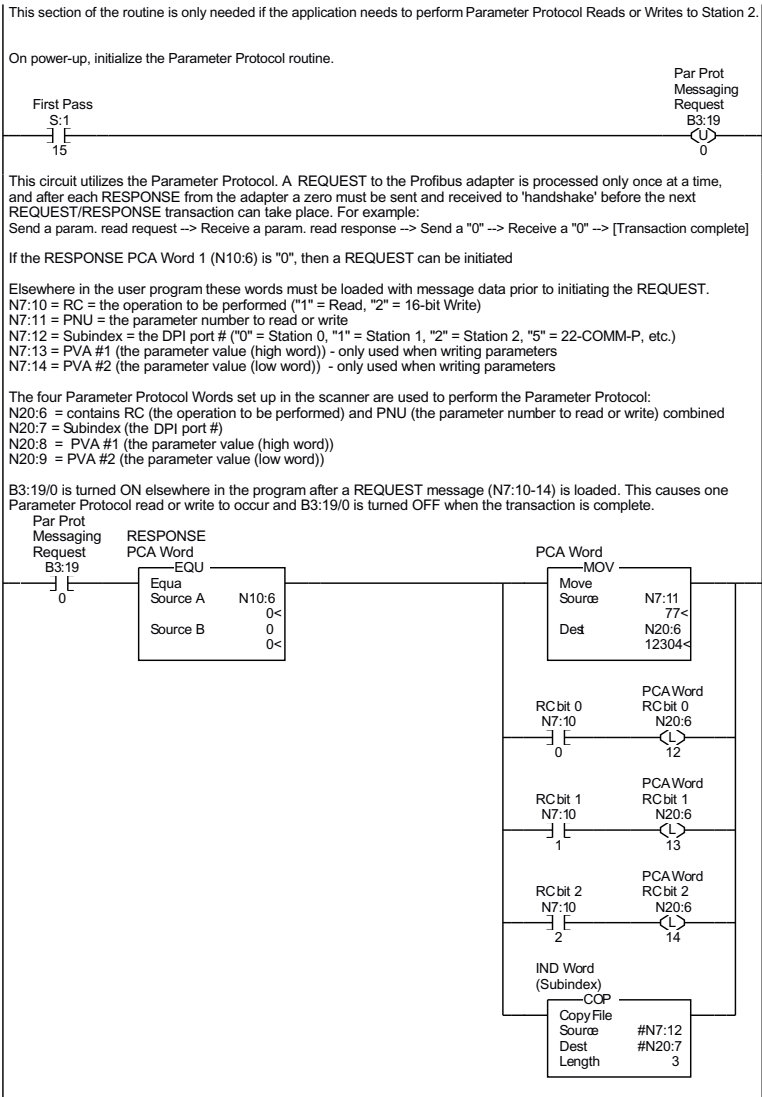 This section of the routine is only needed if the application needs to perform Parameter Protocol Reads or Writes to Station 2.
On power-up, initialize the Parameter Protocol routine.
First Pass
S:1
15
Par Prot
Messaging
Request
B3:19
U
0
This circuit utilizes the Parameter Protocol. A REQUEST to the Profibus adapter is processed only once at a time,
and after each RESPONSE from the adapter a zero must be sent and received to 'handshake' before the next
REQUEST/RESPONSE transaction can take place. For example:
Send a param. read request --> Receive a param. read response --> Send a "0" --> Receive a "0" --> [Transaction complete]
If the RESPONSE PCA Word 1 (N10:6) is "0", then a REQUEST can be initiated
Elsewhere in the user program these words must be loaded with message data prior to initiating the REQUEST.
N7:10 = RC = the operation to be performed ("1" = Read, "2" = 16-bit Write)
N7:11 = PNU = the parameter number to read or write
N7:12 = Subindex = the DPI port # ("0" = Station 0, "1" = Station 1, "2" = Station 2, "5" = 22-COMM-P, etc.)
N7:13 = PVA #1 (the parameter value (high word)) - only used when writing parameters
N7:14 = PVA #2 (the parameter value (low word)) - only used when writing parameters
The four Parameter Protocol Words set up in the scanner are used to perform the Parameter Protocol:
N20:6 = contains RC (the operation to be performed) and PNU (the parameter number to read or write) combined
N20:7 = Subindex (the DPI port #)
N20:8 = PVA #1 (the parameter value (high word))
N20:9 = PVA #2 (the parameter value (low word))
B3:19/0 is turned ON elsewhere in the program after a REQUEST message (N7:10-14) is loaded. This causes one
Parameter Protocol read or write to occur and B3:19/0 is turned OFF when the transaction is complete.
Par Prot
Messaging
Request
B3:19
0
RESPONSE
PCA Word
EQU
Equa
Source A N10:6
0<
Source B 0
0<
PCA Word
MOV
Move
Source N7:11
77<
Dest N20:6
12304<
RC bit 0
N7:10
0
PCA Word
RC bit 0
N20:6
L
12
RC bit 1
N7:10
1
PCA Word
RC bit 1
N20:6
L
13
RC bit 2
N7:10
2
PCA Word
RC bit 2
N20:6
L
14
IND Word
(Subindex)
COP
Copy File
Source #N7:12
Dest #N20:7
Length 3